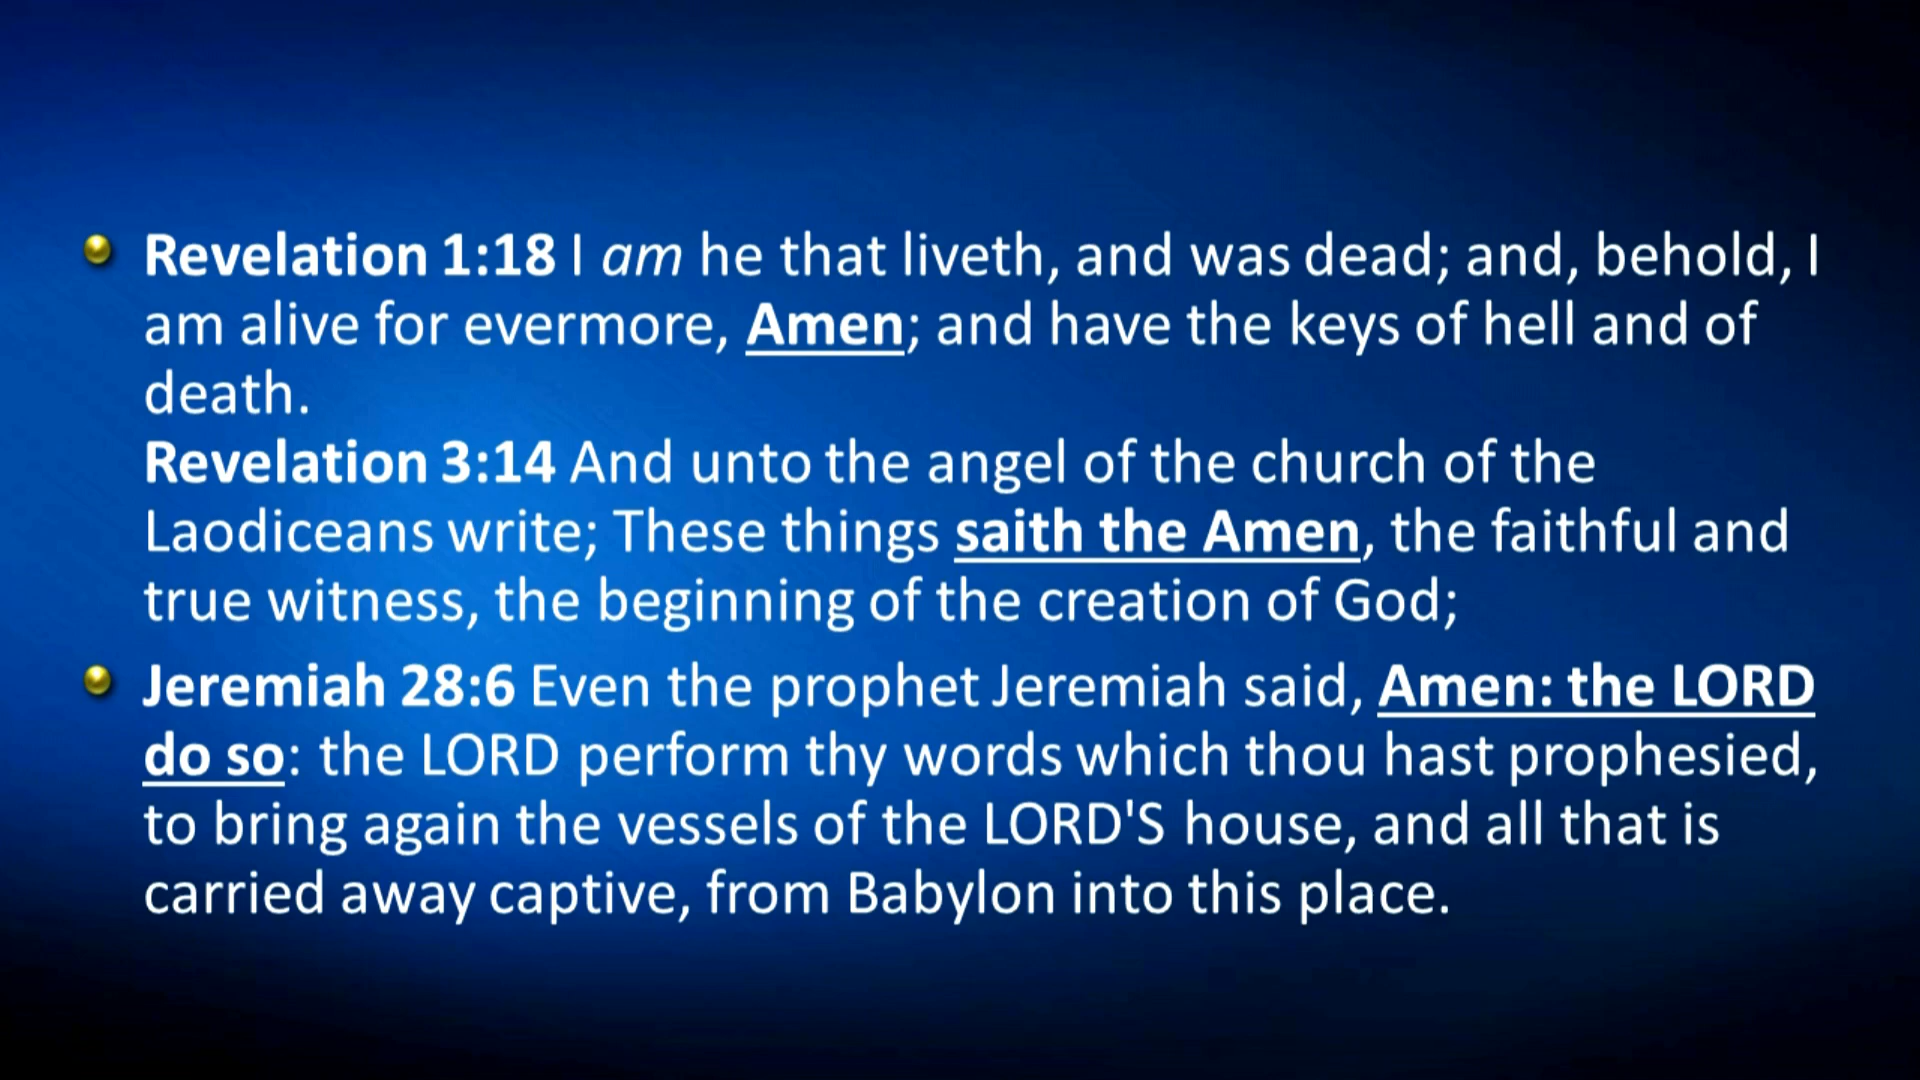 Revelation 1:18 I am he that liveth, and was dead; and, behold, I
am alive for evermore, Amen; and have the keys of hell and of
death.
Revelation 3:14 And unto the angel of the church of the
Laodiceans write; These things saith the Amen, the faithful and
true witness, the beginning of the creation of God;
Jeremiah 28:6 Even the prophet Jeremiah said, Amen: the LORD
do so: the LORD perform thy words which thou hast prophesied,
to bring again the vessels of the LORD'S house, and all that is
carried away captive, from Babylon into this place.